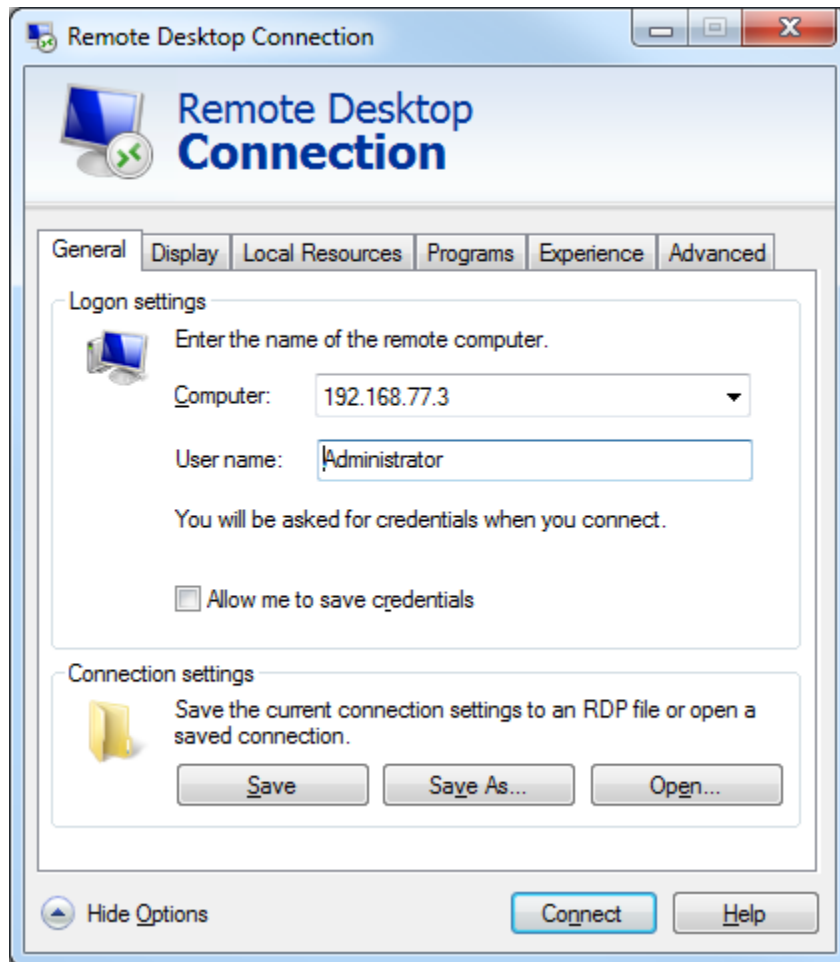 Remote Desktop Connection
Remote Desktop
Connection
General Display Local Resources Programs Experience Advanced
Logon settings
Enter the name of the remote computer.
Computer: 192.168.77.3
User name: Administrator
You will be asked for credentials when you connect.
Allow me to save credentials
Connection settings
Save the current connection settings to an RDP file or open a
saved connection.
Save Save As... Open...
Hide Options Connect Help